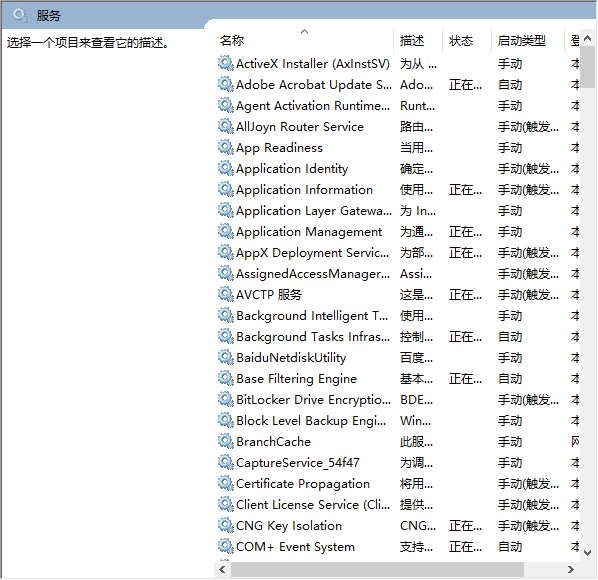 服务
选择一个项目来查看它的描述。
名称 描述 状态 启动类型 登
ActiveX Installer (AxInstSV) 为从 ... 手动 本
Adobe Acrobat Update S... Ado... 正在... 自动 本
Agent Activation Runtime... Runt... 手动 本
AllJoyn Router Service 路由... 手动(触发... 本
App Readiness 当用... 手动 本
Application Identity 确定... 手动(触发... 本
Application Information 使用... 正在... 手动(触发... 本
Application Layer Gatewa... 为 In... 手动 本
Application Management 为通... 正在... 手动 本
AppX Deployment Servic... 为部... 正在... 手动(触发... 本
AssignedAccessManager... Assi... 手动(触发... 本
AVCTP 服务 这是... 正在... 手动(触发... 本
Background Intelligent T... 使用... 手动 本
Background Tasks Infras... 控制... 正在... 自动 本
BaiduNetdiskUtility 百度... 手动 本
Base Filtering Engine 基本... 正在... 自动 本
BitLocker Drive Encryptio... BDE... 手动(触发... 本
Block Level Backup Engi... Win... 手动 本
BranchCache 此服... 手动 网
CaptureService_54f47 为调... 手动 本
Certificate Propagation 将用... 手动(触发... 本
Client License Service (Cli... 提供... 手动(触发... 本
CNG Key Isolation CNG... 正在... 手动(触发... 本
COM+ Event System 支持... 正在... 自动 本